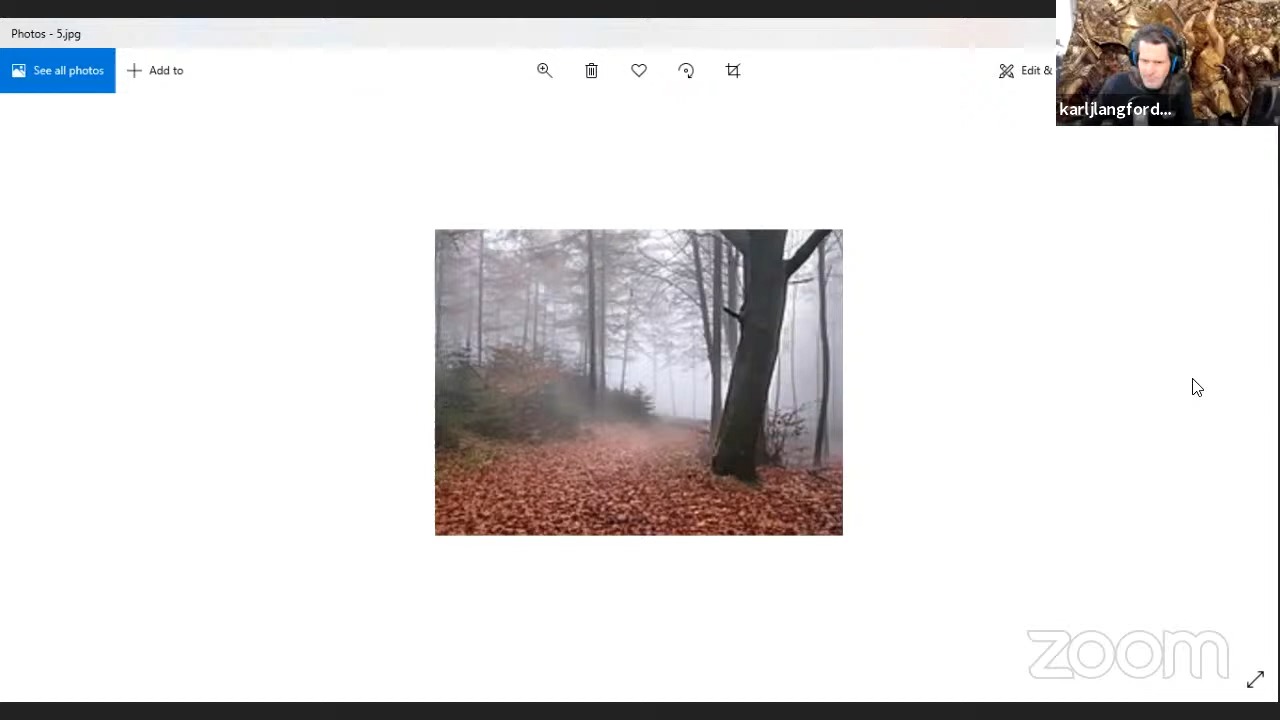 Photos - 5.jpg
See all photos
Add to
Edit &
karljlangford...
zoom